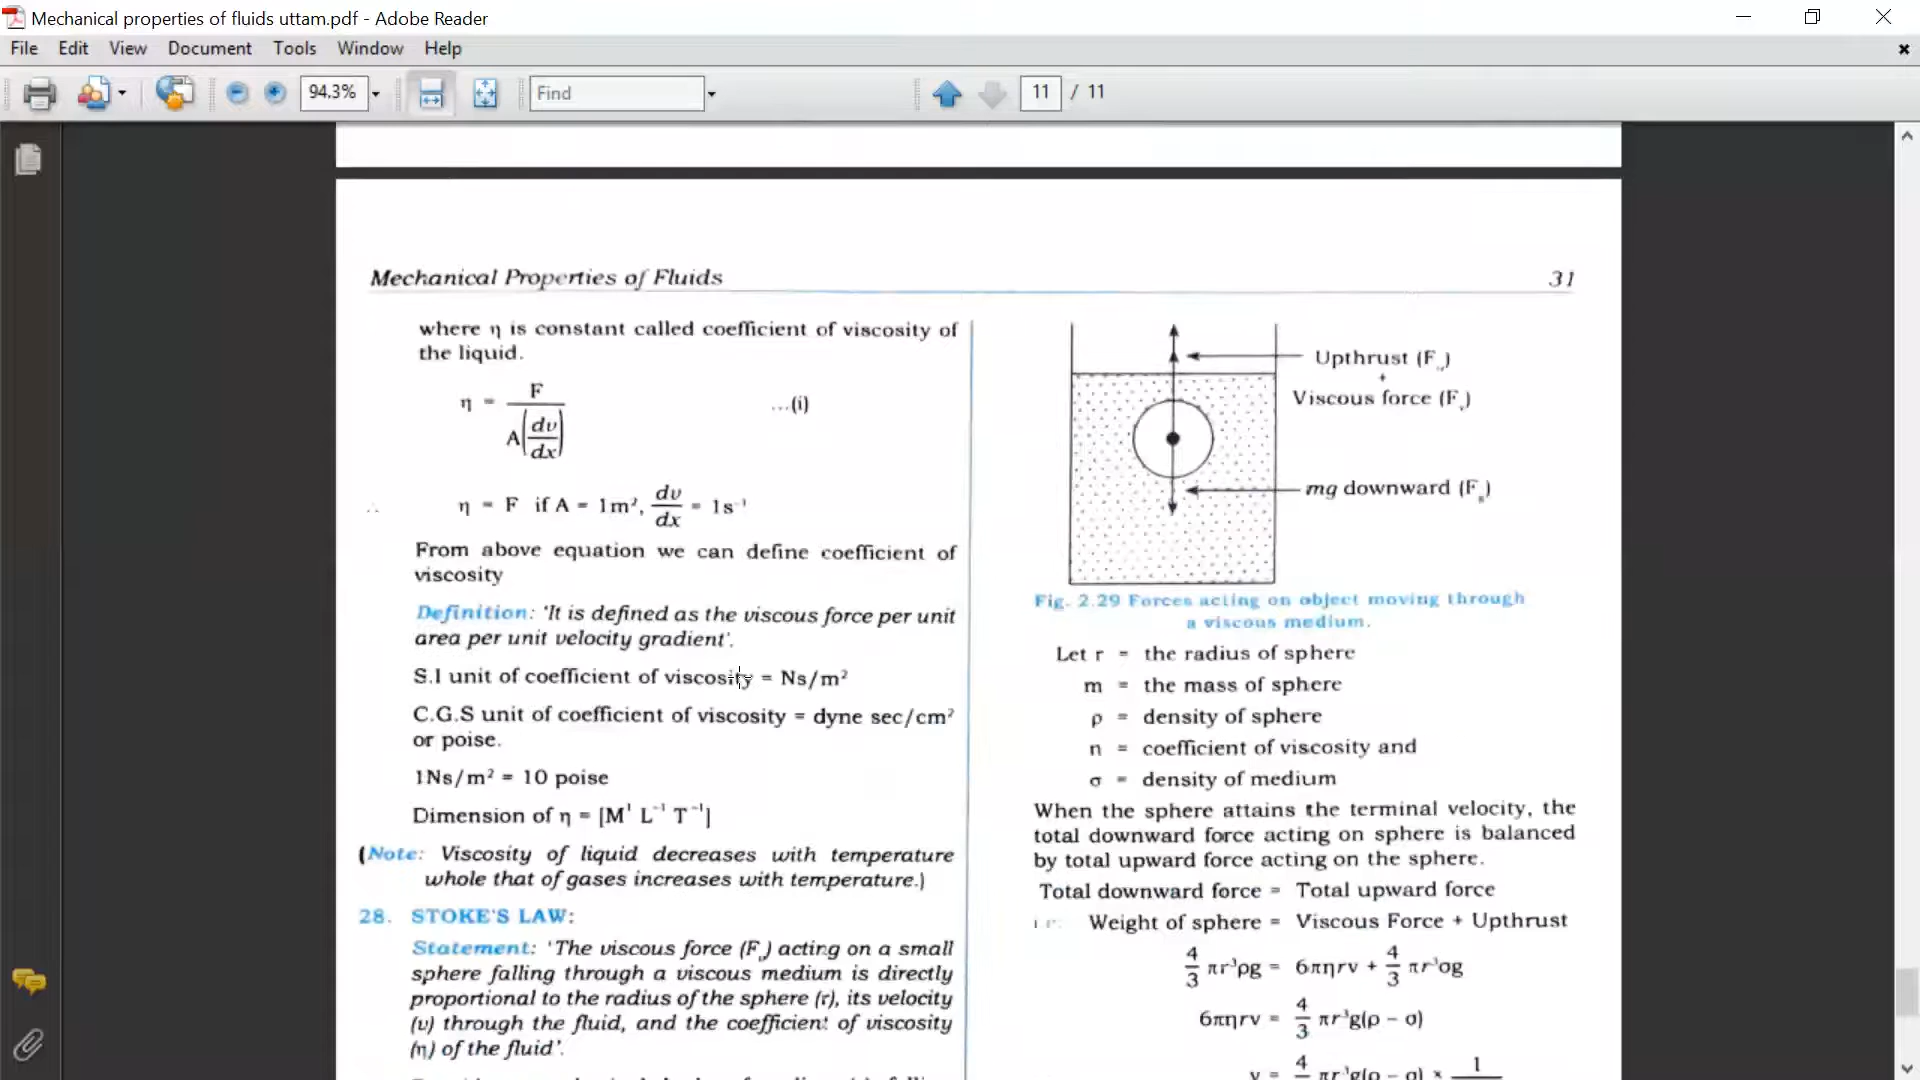 Mechanical properties of fluids uttam.pdf - Adobe Reader
File Edit View Document Tools Window Help
94.3% Find 11 / 11
Mechanical Properties of Fluids 31
where η is constant called coefficient of viscosity of
the liquid.
η = F / A(dv/dx) ...(i)
∴ η = F if A = 1m², dv/dx = 1s⁻¹
From above equation we can define coefficient of
viscosity
Definition: 'It is defined as the viscous force per unit
area per unit velocity gradient'.
S.I unit of coefficient of viscosity = Ns/m²
C.G.S unit of coefficient of viscosity = dyne sec/cm²
or poise.
1Ns/m² = 10 poise
Dimension of η = [M¹ L⁻¹ T⁻¹]
(Note: Viscosity of liquid decreases with temperature
whole that of gases increases with temperature.)
28. STOKE'S LAW:
Statement: 'The viscous force (Fᵥ) acting on a small
sphere falling through a viscous medium is directly
proportional to the radius of the sphere (r), its velocity
(v) through the fluid, and the coefficient of viscosity
(η) of the fluid'.
Upthrust (Fᵤ)
+
Viscous force (Fᵥ)
mg downward (F)
Fig. 2.29 Forces acting on object moving through
a viscous medium.
Let r = the radius of sphere
m = the mass of sphere
ρ = density of sphere
n = coefficient of viscosity and
σ = density of medium
When the sphere attains the terminal velocity, the
total downward force acting on sphere is balanced
by total upward force acting on the sphere.
Total downward force = Total upward force
i.e. Weight of sphere = Viscous Force + Upthrust
4/3 πr³ρg = 6πηrv + 4/3 πr³σg
6πηrv = 4/3 πr³g(ρ – σ)
v = 4/3 πr³g(ρ – σ) × 1